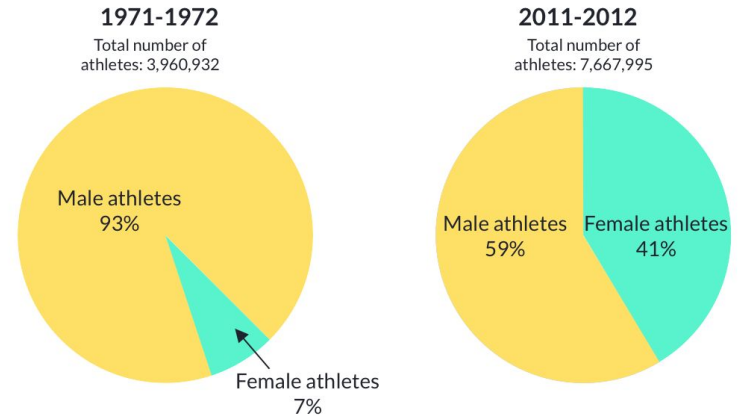 1971-1972
Total number of
athletes: 3,960,932
Male athletes
93%
Female athletes
7%
2011-2012
Total number of
athletes: 7,667,995
Male athletes
59%
Female athletes
41%